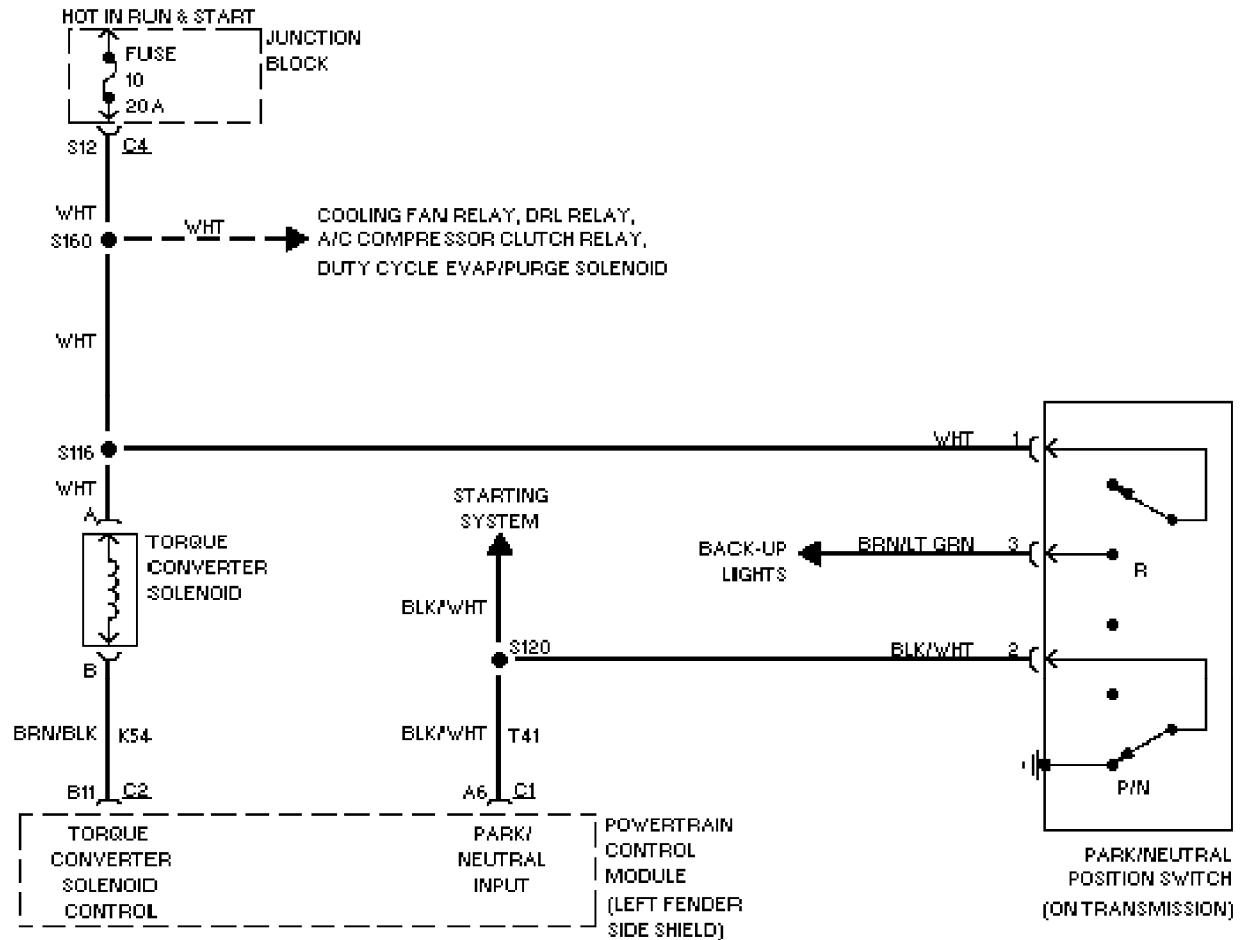 HOT IN RUN & START
JUNCTION
BLOCK
FUSE
10
20 A
S12 C4
WHT
S160
WHT
COOLING FAN RELAY, DRL RELAY,
A/C COMPRESSOR CLUTCH RELAY,
DUTY CYCLE EVAP/PURGE SOLENOID
WHT
S116
WHT 1
WHT
A
TORQUE
CONVERTER
SOLENOID
B
BRN/BLK K54
B11 C2
STARTING
SYSTEM
BLK/WHT
S120
BLK/WHT T41
A6 C1
BACK-UP
LIGHTS
BRN/LT GRN 3
R
BLK/WHT 2
P/N
PARK/NEUTRAL
POSITION SWITCH
(ON TRANSMISSION)
TORQUE
CONVERTER
SOLENOID
CONTROL
PARK/
NEUTRAL
INPUT
POWERTRAIN
CONTROL
MODULE
(LEFT FENDER
SIDE SHIELD)